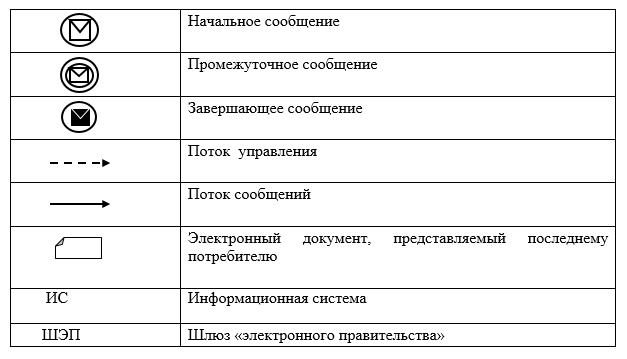 Начальное сообщение
Промежуточное сообщение
Завершающее сообщение
Поток управления
Поток сообщений
Электронный документ, представляемый последнему
потребителю
ИС Информационная система
ШЭП Шлюз «электронного правительства»